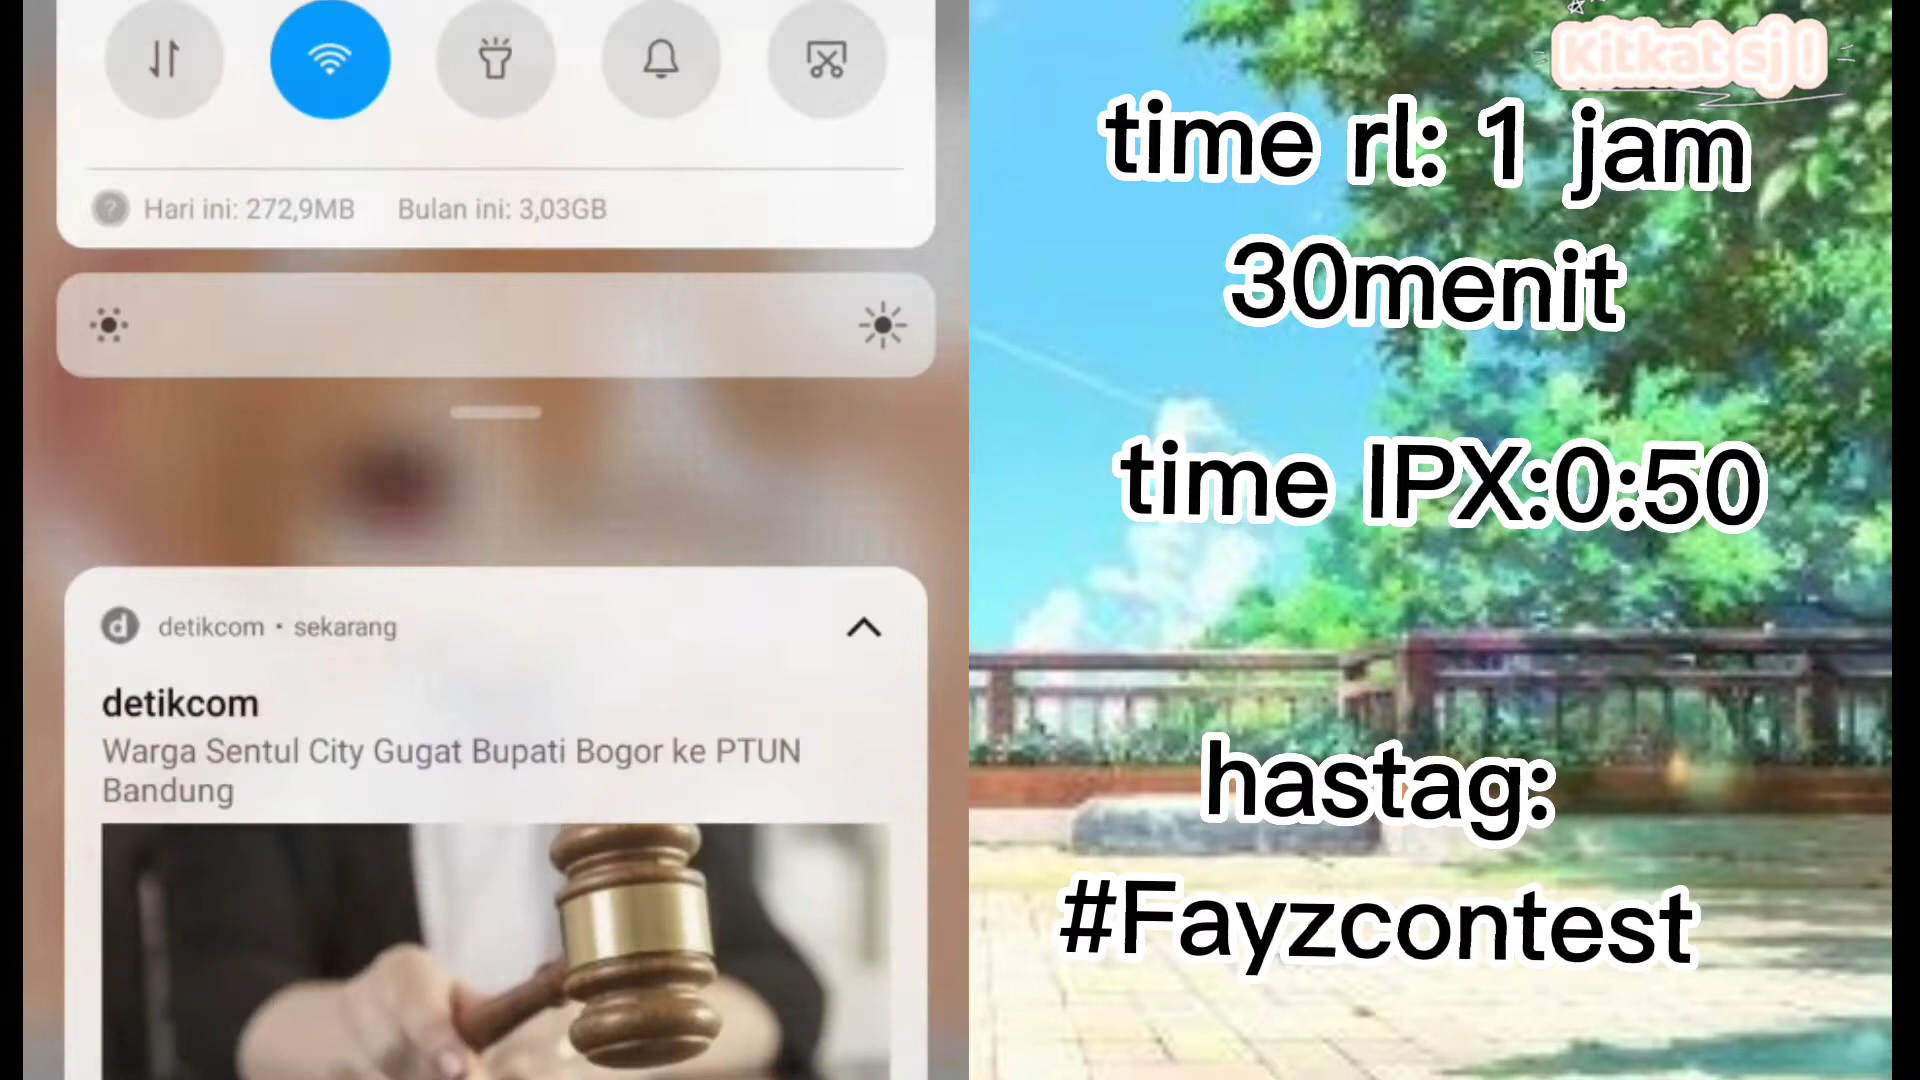 Hari ini: 272,9MB Bulan ini: 3,03GB
detikcom • sekarang
detikcom
Warga Sentul City Gugat Bupati Bogor ke PTUN
Bandung
Kitkat sj l
time rl: 1 jam
30menit
time IPX:0:50
hastag:
#Fayzcontest